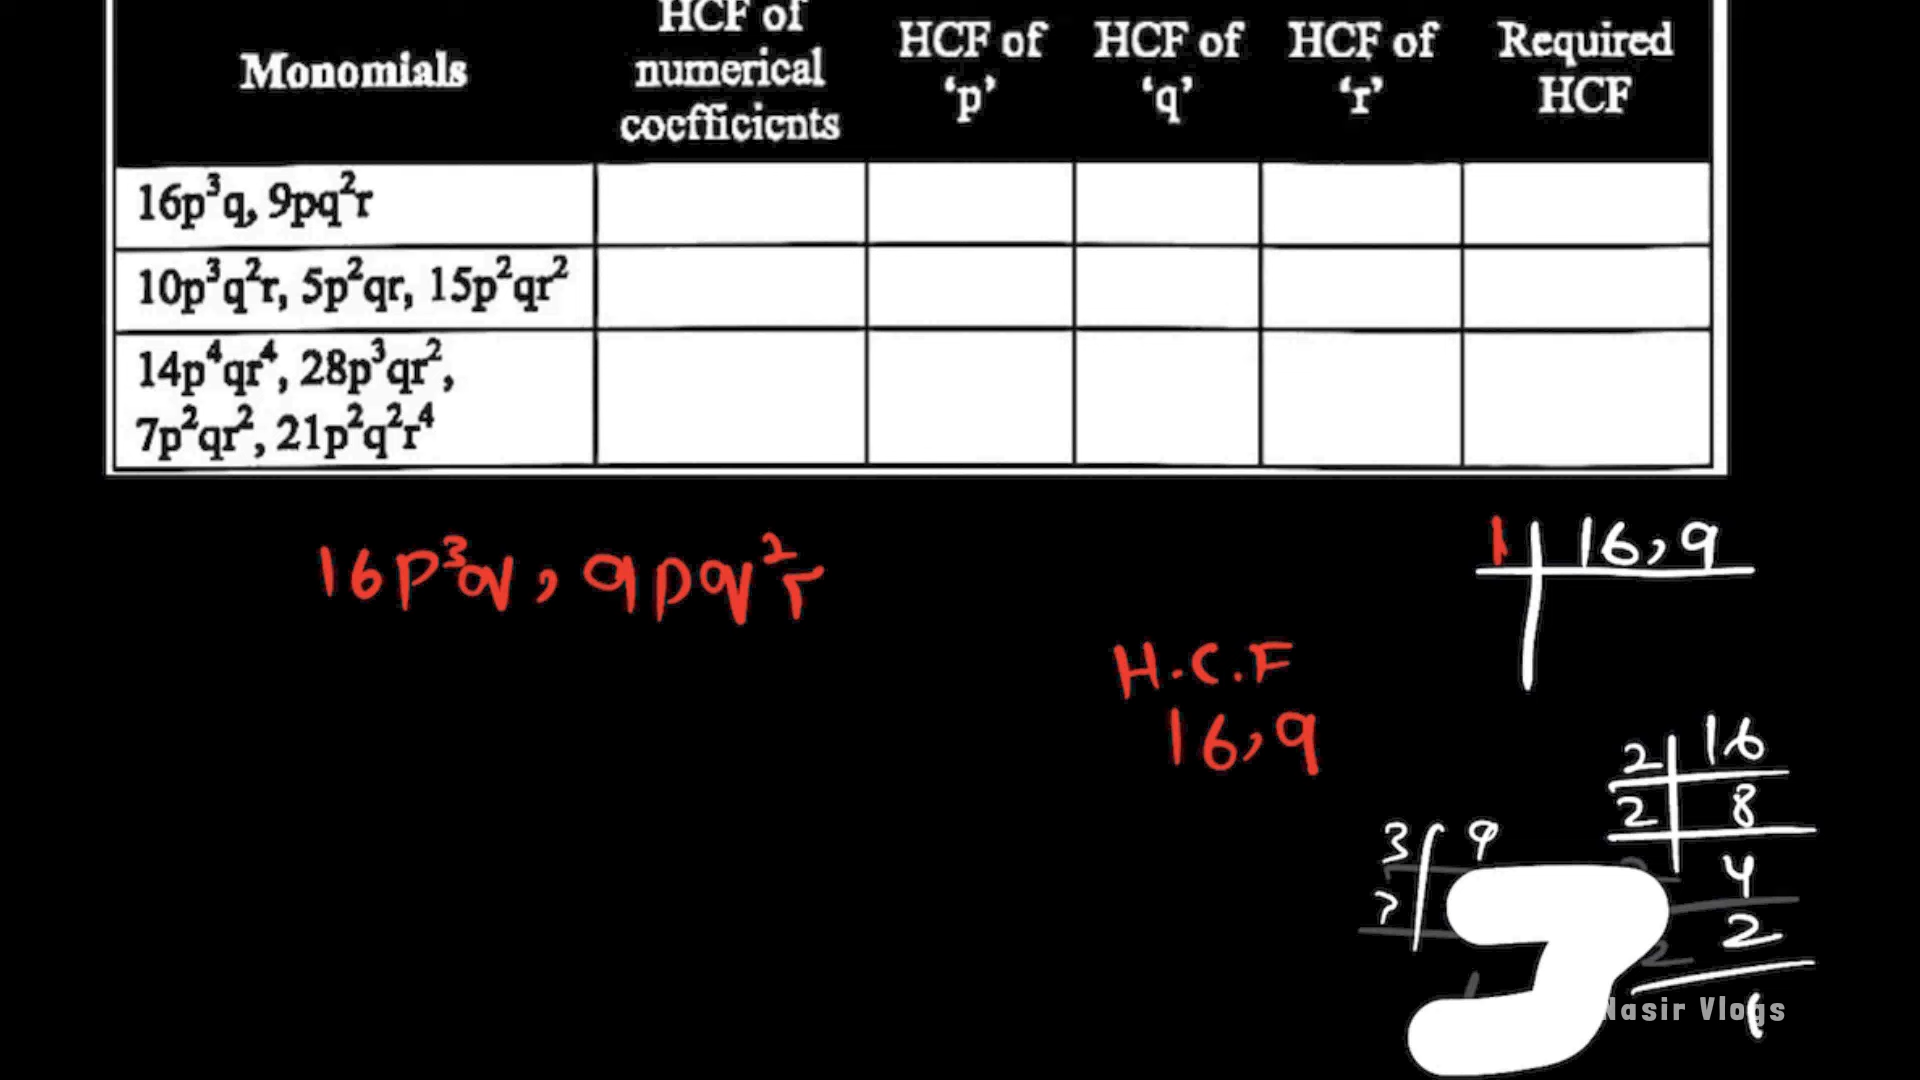 Monomials HCF of numerical coefficients HCF of ‘p’ HCF of ‘q’ HCF of ‘r’ Required HCF
16p³q, 9pq²r
10p³q²r, 5p²qr, 15p²qr²
14p⁴qr⁴, 28p³qr²,
7p²qr², 21p²q²r⁴
16p³q, 9pq²r
1 | 16, 9
H.C.F
16, 9
2 | 16
2 | 8
4
2
1
3 | 9
Nasir Vlogs